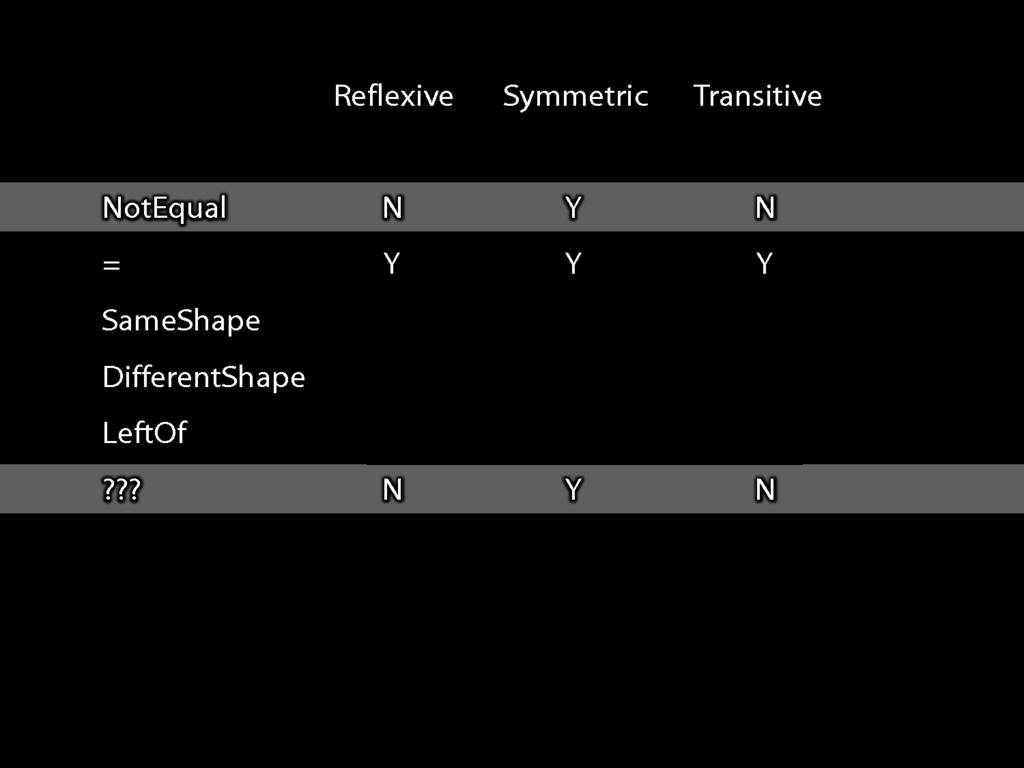 Reflexive Symmetric Transitive
NotEqual N Y N
= Y Y Y
SameShape
DifferentShape
LeftOf
??? N Y N